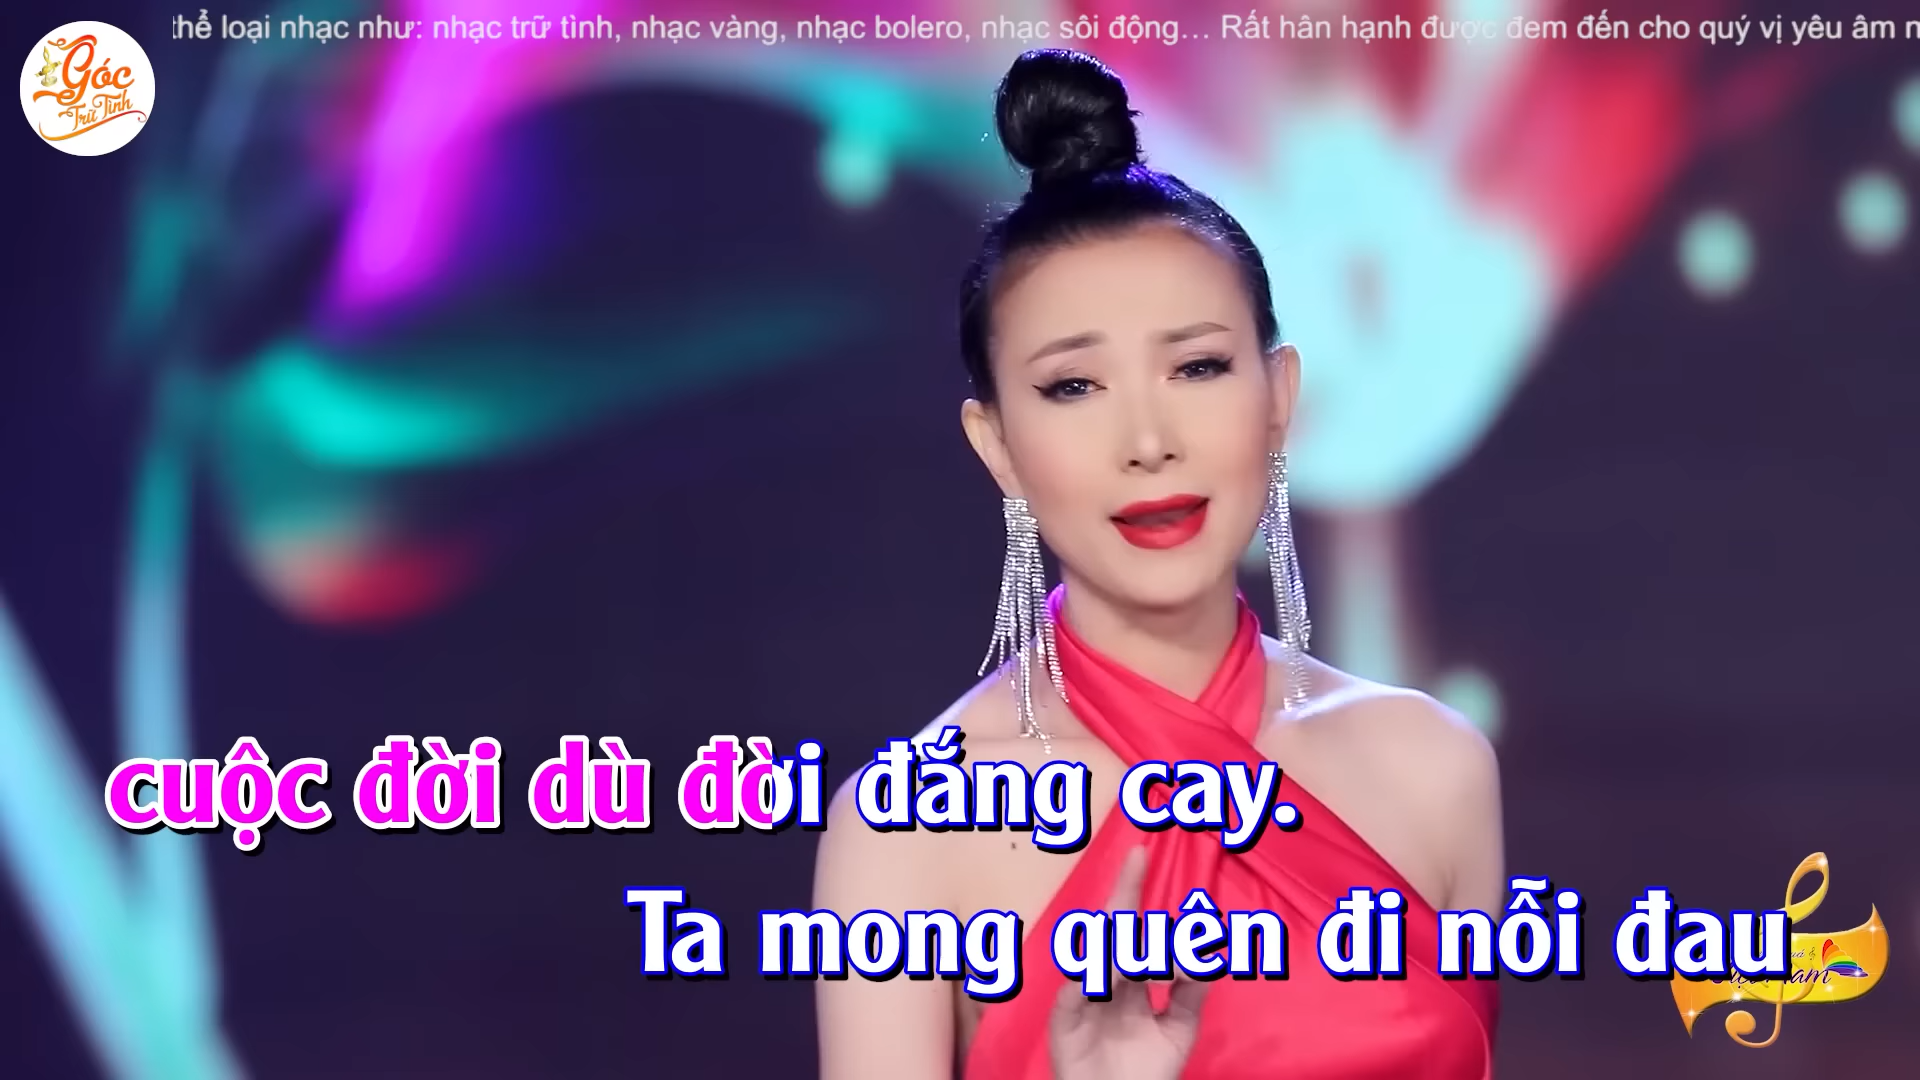 thể loại nhạc như: nhạc trữ tình, nhạc vàng, nhạc bolero, nhạc sôi động... Rất hân hạnh được đem đến cho quý vị yêu âm n
Góc
Trữ Tình
cuộc đời dù đời đắng cay.
Ta mong quên đi nỗi đau